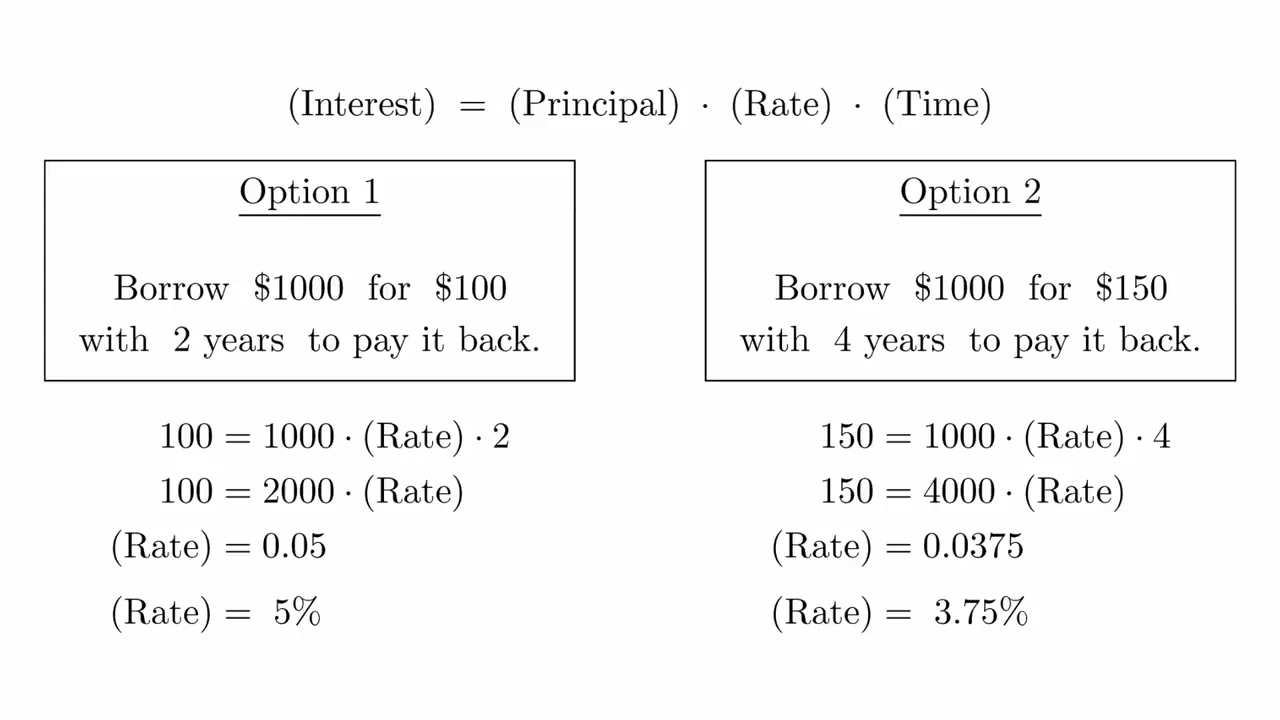 (Interest) = (Principal) · (Rate) · (Time)
Option 1
Borrow $1000 for $100
with 2 years to pay it back.
100 = 1000 · (Rate) · 2
100 = 2000 · (Rate)
(Rate) = 0.05
(Rate) = 5%
Option 2
Borrow $1000 for $150
with 4 years to pay it back.
150 = 1000 · (Rate) · 4
150 = 4000 · (Rate)
(Rate) = 0.0375
(Rate) = 3.75%